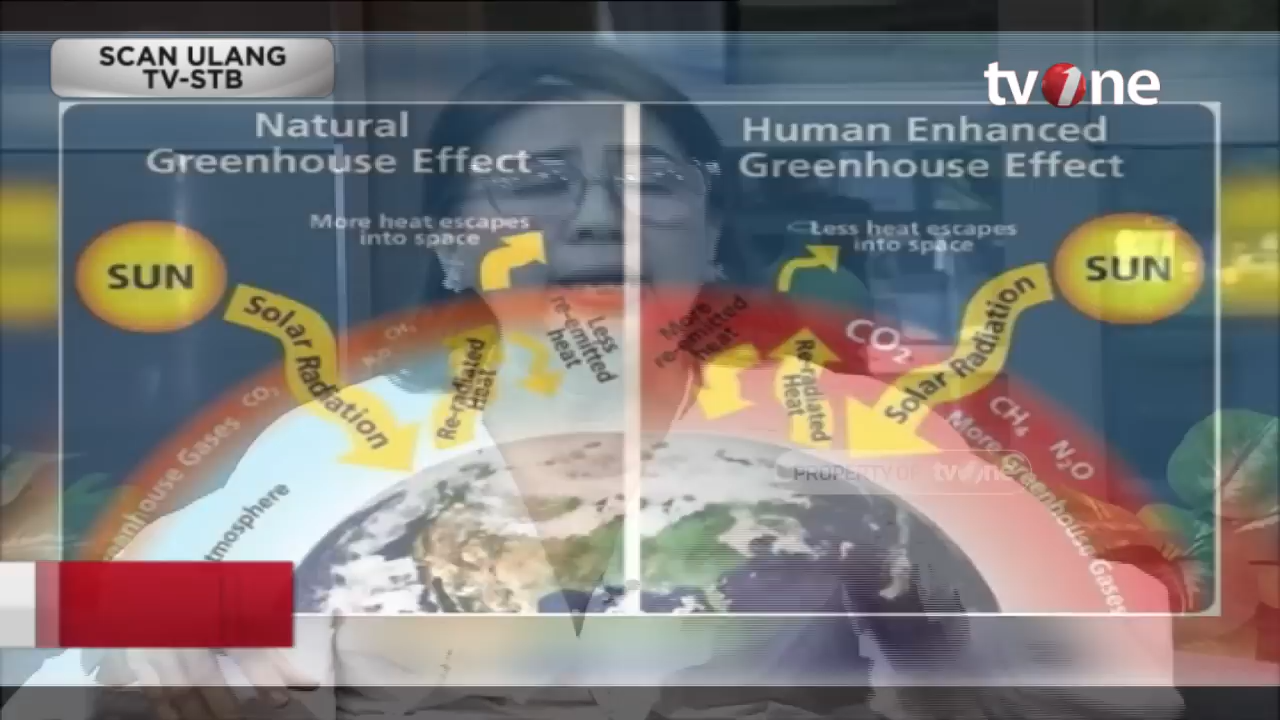 SCAN ULANG
TV-STB
tvOne
Natural
Greenhouse Effect
More heat escapes
into space
SUN
Solar Radiation
Re-radiated
Heat
Less
re-emitted
heat
CH₄
N₂O
CO₂
Greenhouse Gases
Atmosphere
Human Enhanced
Greenhouse Effect
Less heat escapes
into space
SUN
Solar Radiation
More
re-emitted
heat
Re-radiated
Heat
CO₂
CH₄
N₂O
More Greenhouse Gases
PROPERTY OF tvOne